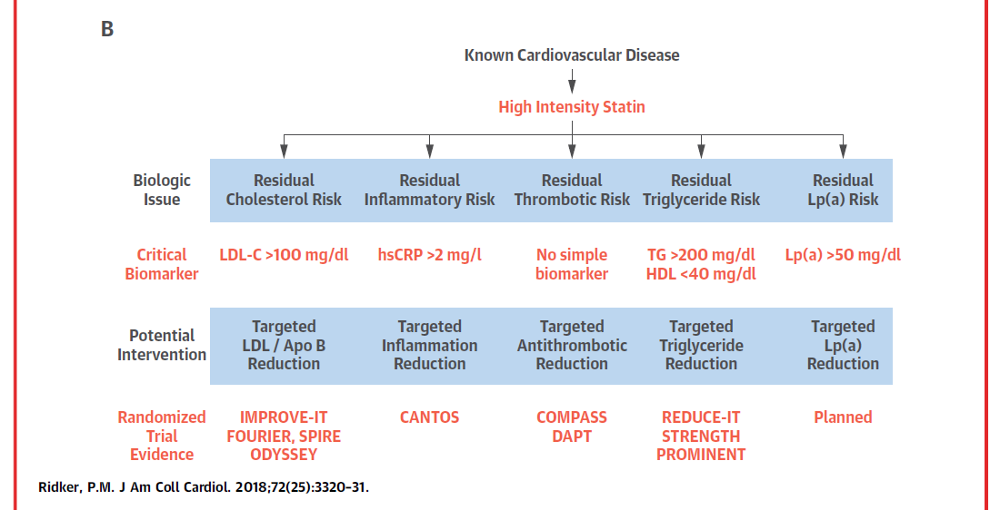 B
Known Cardiovascular Disease
High Intensity Statin
Biologic
Issue
Residual
Cholesterol Risk
Residual
Inflammatory Risk
Residual
Thrombotic Risk
Residual
Triglyceride Risk
Residual
Lp(a) Risk
Critical
Biomarker
LDL-C >100 mg/dl
hsCRP >2 mg/l
No simple
biomarker
TG >200 mg/dl
HDL <40 mg/dl
Lp(a) >50 mg/dl
Potential
Intervention
Targeted
LDL / Apo B
Reduction
Targeted
Inflammation
Reduction
Targeted
Antithrombotic
Reduction
Targeted
Triglyceride
Reduction
Targeted
Lp(a)
Reduction
Randomized
Trial
Evidence
IMPROVE-IT
FOURIER, SPIRE
ODYSSEY
CANTOS
COMPASS
DAPT
REDUCE-IT
STRENGTH
PROMINENT
Planned
Ridker, P.M. J Am Coll Cardiol. 2018;72(25):3320-31.